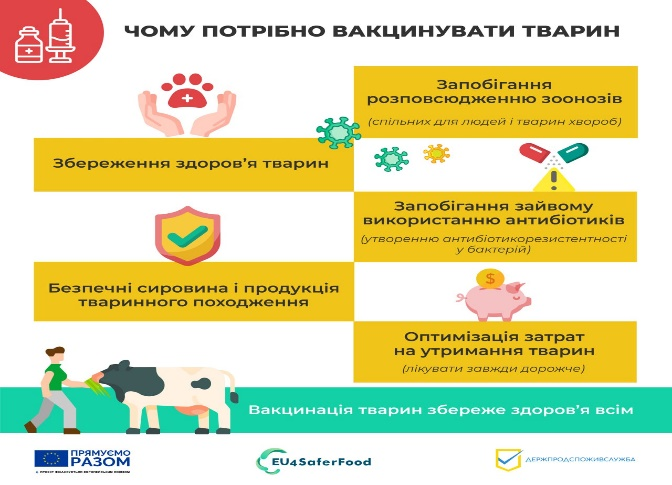 ЧОМУ ПОТРІБНО ВАКЦИНУВАТИ ТВАРИН
Запобігання
розповсюдженню зоонозів
(спільних для людей і тварин хвороб)
Збереження здоров'я тварин
Запобігання зайвому
використанню антибіотиків
(утворенню антибіотикорезистентності
у бактерій)
Безпечні сировина і продукція
тваринного походження
Оптимізація затрат
на утримання тварин
(лікувати завжди дорожче)
Вакцинація тварин збереже здоров'я всім
ПРЯМУЄМО
РАЗОМ
EU4SaferFood
ДЕРЖПРОДСПОЖИВСЛУЖБА